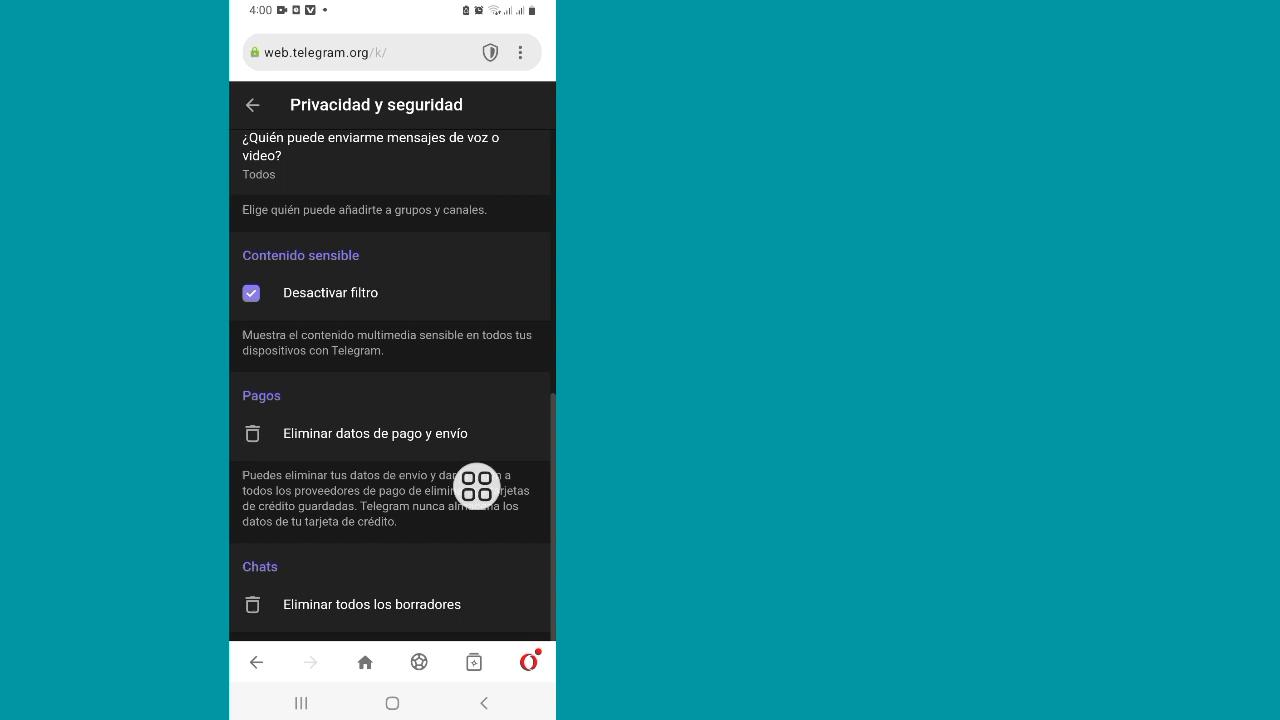 4:00
web.telegram.org/k/
Privacidad y seguridad
¿Quién puede enviarme mensajes de voz o
video?
Todos
Elige quién puede añadirte a grupos y canales.
Contenido sensible
Desactivar filtro
Muestra el contenido multimedia sensible en todos tus
dispositivos con Telegram.
Pagos
Eliminar datos de pago y envío
Puedes eliminar tus datos de envío y a
todos los proveedores de pago de
de crédito guardadas. Telegram nunca los
datos de tu tarjeta de crédito.
Chats
Eliminar todos los borradores